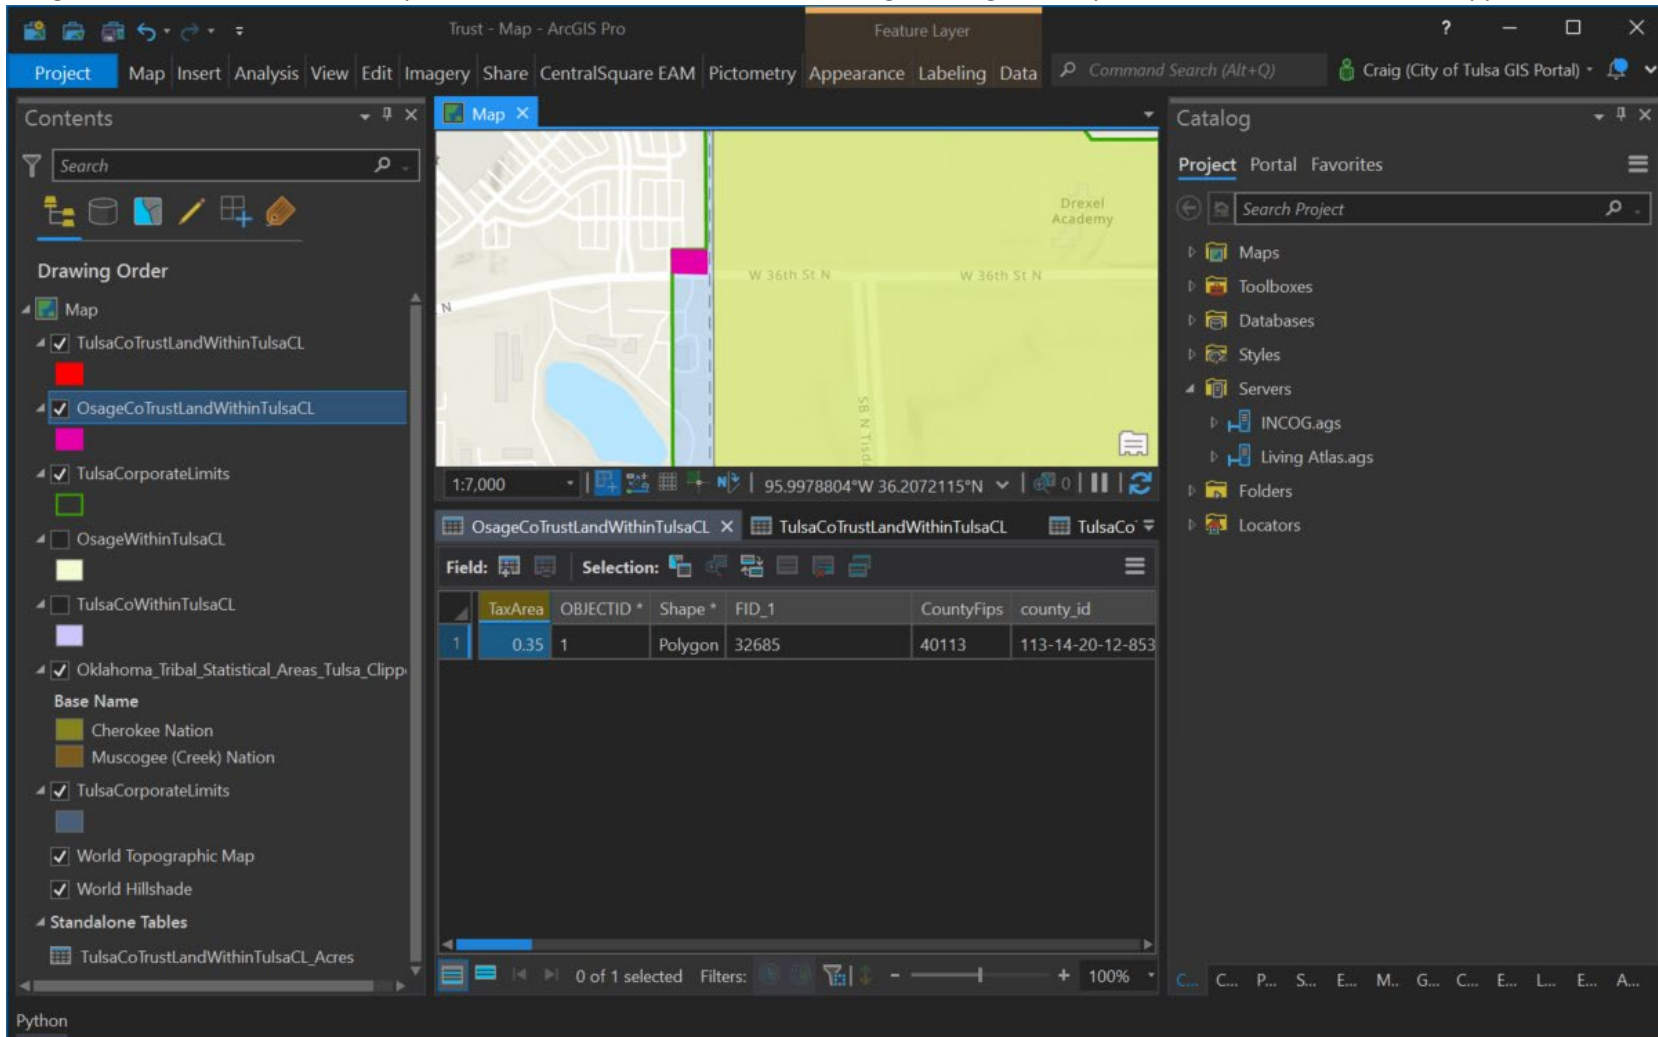 Trust - Map - ArcGIS Pro
Feature Layer
?
Project Map Insert Analysis View Edit Imagery Share CentralSquare EAM Pictometry Appearance Labeling Data Command Search (Alt+Q) Craig (City of Tulsa GIS Portal)
Contents
Search
Drawing Order
Map
TulsaCoTrustLandWithinTulsaCL
OsageCoTrustLandWithinTulsaCL
TulsaCorporateLimits
OsageWithinTulsaCL
TulsaCoWithinTulsaCL
Oklahoma_Tribal_Statistical_Areas_Tulsa_Clipp
Base Name
Cherokee Nation
Muscogee (Creek) Nation
TulsaCorporateLimits
World Topographic Map
World Hillshade
Standalone Tables
TulsaCoTrustLandWithinTulsaCL_Acres
Map
Drexel
Academy
W 36th St N
W 36th St N
N
SB N Tisd
1:7,000 95.9978804°W 36.2072115°N 0
OsageCoTrustLandWithinTulsaCL TulsaCoTrustLandWithinTulsaCL TulsaCo
Field: Selection:
TaxArea OBJECTID * Shape * FID_1 CountyFips county_id
1 0.35 1 Polygon 32685 40113 113-14-20-12-853
0 of 1 selected Filters: - + 100%
Catalog
Project Portal Favorites
Search Project
Maps
Toolboxes
Databases
Styles
Servers
INCOG.ags
Living Atlas.ags
Folders
Locators
C... C... P... S... E... M.. G... C... E... L... E... A...
Python